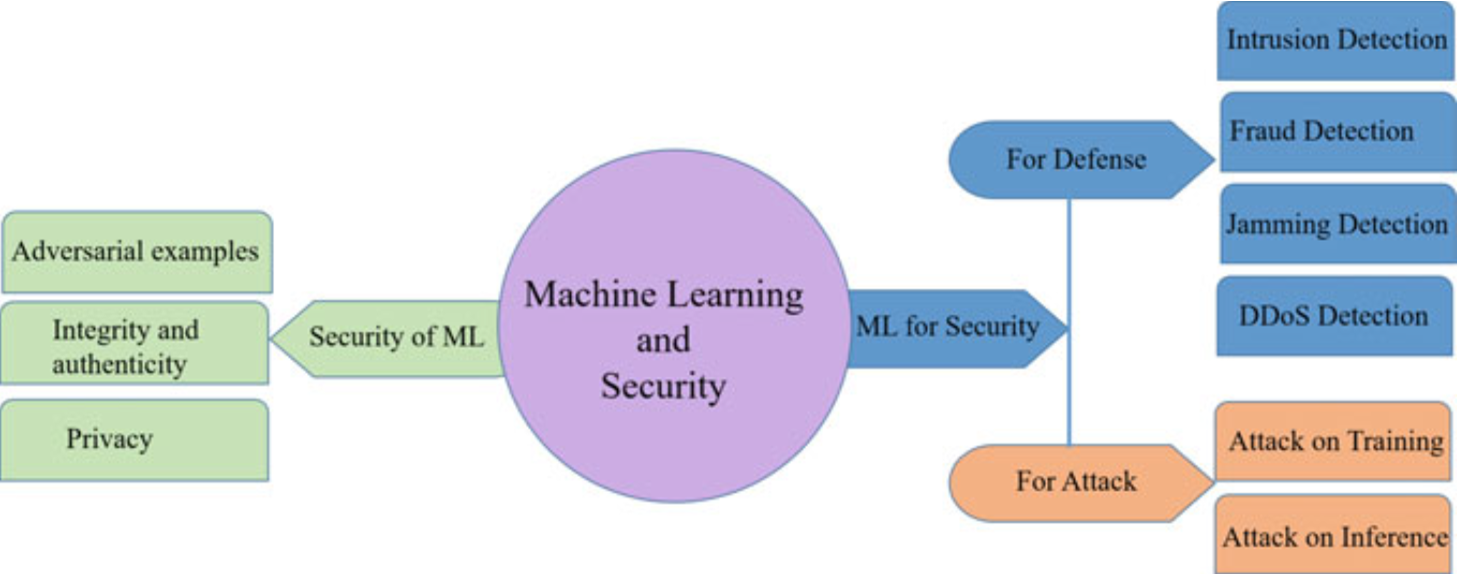 Adversarial examples
Integrity and
authenticity
Privacy
Security of ML
Machine Learning
and
Security
ML for Security
For Defense
Intrusion Detection
Fraud Detection
Jamming Detection
DDoS Detection
For Attack
Attack on Training
Attack on Inference